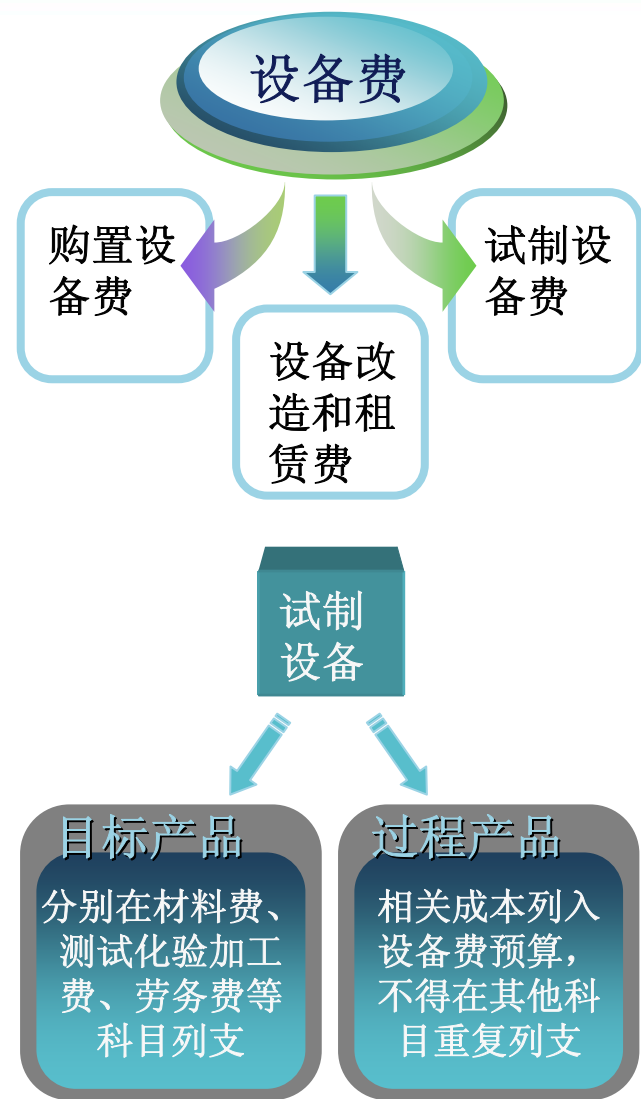 设备费
购置设
备费
试制设
备费
设备改
造和租
赁费
试制
设备
目标产品
分别在材料费、
测试化验加工
费、劳务费等
科目列支
过程产品
相关成本列入
设备费预算，
不得在其他科
目重复列支